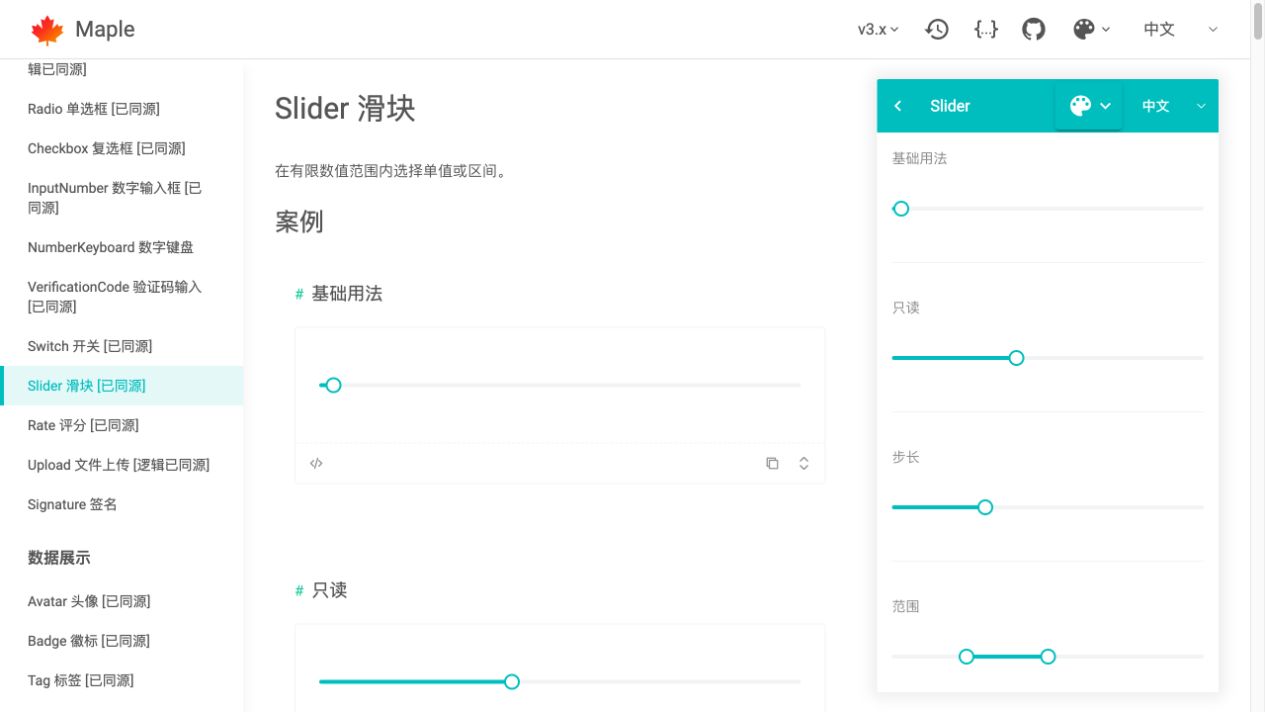 Maple
v3.x
{...}
中文
辑已同源]
Radio 单选框 [已同源]
Checkbox 复选框 [已同源]
InputNumber 数字输入框 [已
同源]
NumberKeyboard 数字键盘
VerificationCode 验证码输入
[已同源]
Switch 开关 [已同源]
Slider 滑块 [已同源]
Rate 评分 [已同源]
Upload 文件上传 [逻辑已同源]
Signature 签名
数据展示
Avatar 头像 [已同源]
Badge 徽标 [已同源]
Tag 标签 [已同源]
Slider 滑块
在有限数值范围内选择单值或区间。
案例
# 基础用法
# 只读
Slider
中文
基础用法
只读
步长
范围